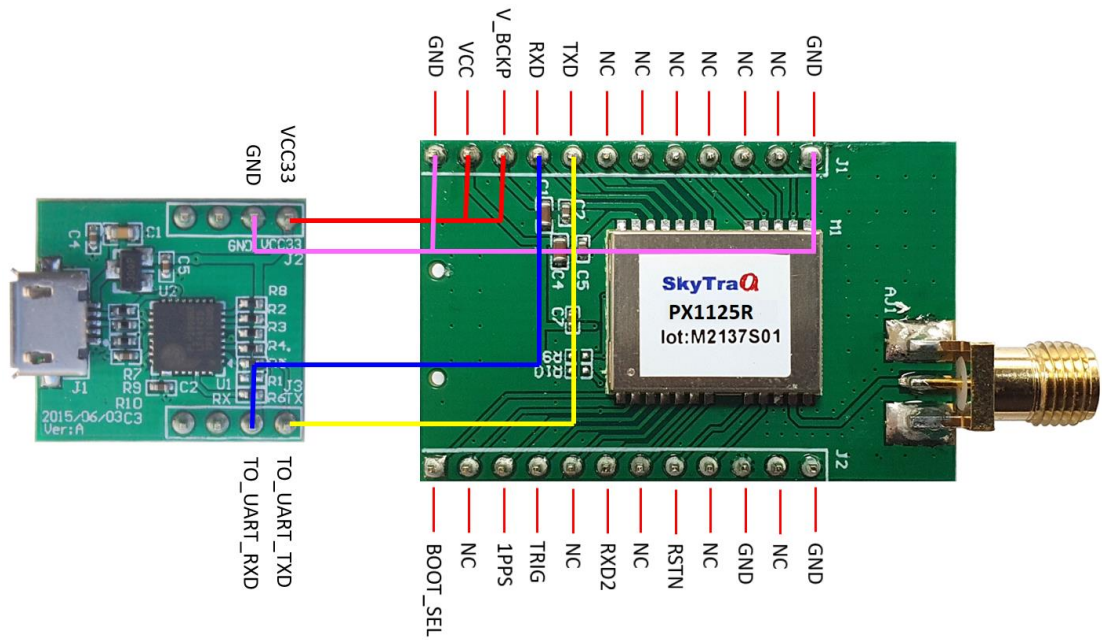 GND
VCC
V_BCKP
RXD
TXD
NC
NC
NC
NC
NC
NC
GND
VCC33
GND
J1
C1
C2
C4
C5
C7
R9
R10
M1
SkyTraQ
PX1125R
lot:M2137S01
AJ1
J2
C4
C1
GND VCC33
J2
C5
U2
R8
R2
R3
R4
J1
R7
R9
R10
C2
U1
R1
J3
RX
R6
TX
2015/06/03
C3
Ver:A
TO_UART_TXD
TO_UART_RXD
BOOT_SEL
NC
1PPS
TRIG
NC
RXD2
NC
RSTN
NC
GND
NC
GND